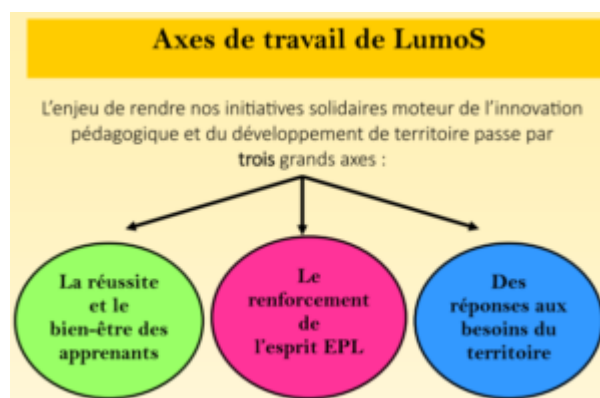 Axes de travail de LumoS
L'enjeu de rendre nos initiatives solidaires moteur de l'innovation
pédagogique et du développement de territoire passe par
trois grands axes :
La réussite
et le
bien-être des
apprenants
Le
renforcement
de
l'esprit EPL
Des
réponses aux
besoins du
territoire